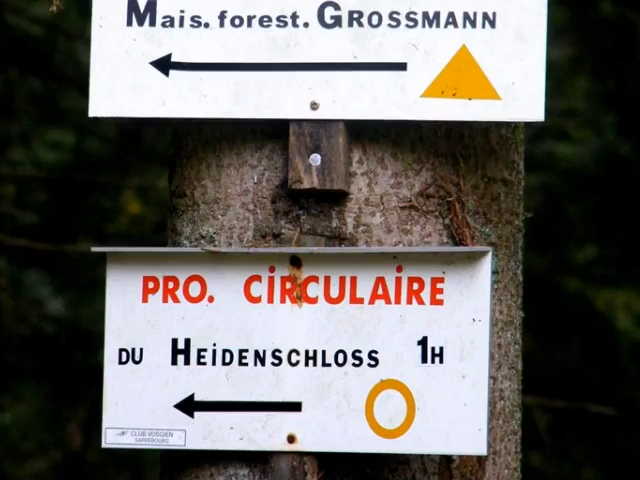 Mais. forest. GROSSMANN
PRO. CiRCULAiRE
DU HEiDENSCHLOSS 1H
CLUB VOSGIEN
SARREBOURG